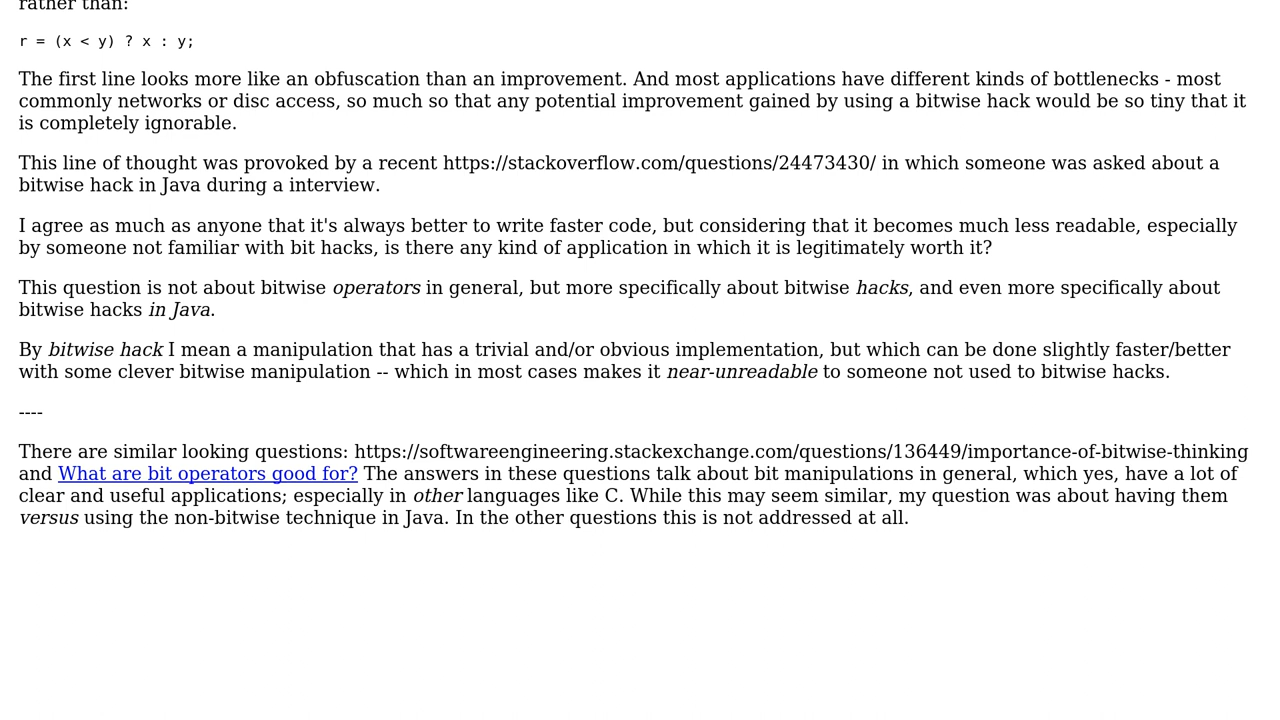 rather than:
r = (x < y) ? x : y;
The first line looks more like an obfuscation than an improvement. And most applications have different kinds of bottlenecks - most
commonly networks or disc access, so much so that any potential improvement gained by using a bitwise hack would be so tiny that it
is completely ignorable.
This line of thought was provoked by a recent https://stackoverflow.com/questions/24473430/ in which someone was asked about a
bitwise hack in Java during a interview.
I agree as much as anyone that it's always better to write faster code, but considering that it becomes much less readable, especially
by someone not familiar with bit hacks, is there any kind of application in which it is legitimately worth it?
This question is not about bitwise operators in general, but more specifically about bitwise hacks, and even more specifically about
bitwise hacks in Java.
By bitwise hack I mean a manipulation that has a trivial and/or obvious implementation, but which can be done slightly faster/better
with some clever bitwise manipulation -- which in most cases makes it near-unreadable to someone not used to bitwise hacks.
----
There are similar looking questions: https://softwareengineering.stackexchange.com/questions/136449/importance-of-bitwise-thinking
and What are bit operators good for? The answers in these questions talk about bit manipulations in general, which yes, have a lot of
clear and useful applications; especially in other languages like C. While this may seem similar, my question was about having them
versus using the non-bitwise technique in Java. In the other questions this is not addressed at all.